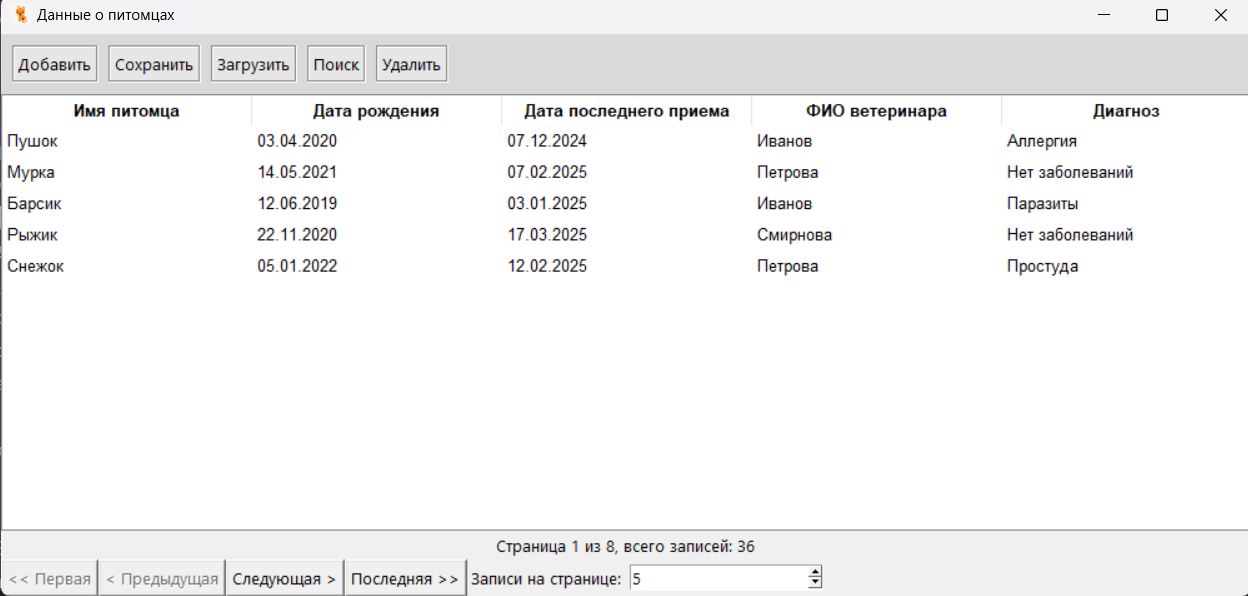 Данные о питомцах
Добавить Сохранить Загрузить Поиск Удалить
Имя питомца Дата рождения Дата последнего приема ФИО ветеринара Диагноз
Пушок 03.04.2020 07.12.2024 Иванов Аллергия
Мурка 14.05.2021 07.02.2025 Петрова Нет заболеваний
Барсик 12.06.2019 03.01.2025 Иванов Паразиты
Рыжик 22.11.2020 17.03.2025 Смирнова Нет заболеваний
Снежок 05.01.2022 12.02.2025 Петрова Простуда
Страница 1 из 8, всего записей: 36
<< Первая < Предыдущая Следующая > Последняя >> Записи на странице: 5